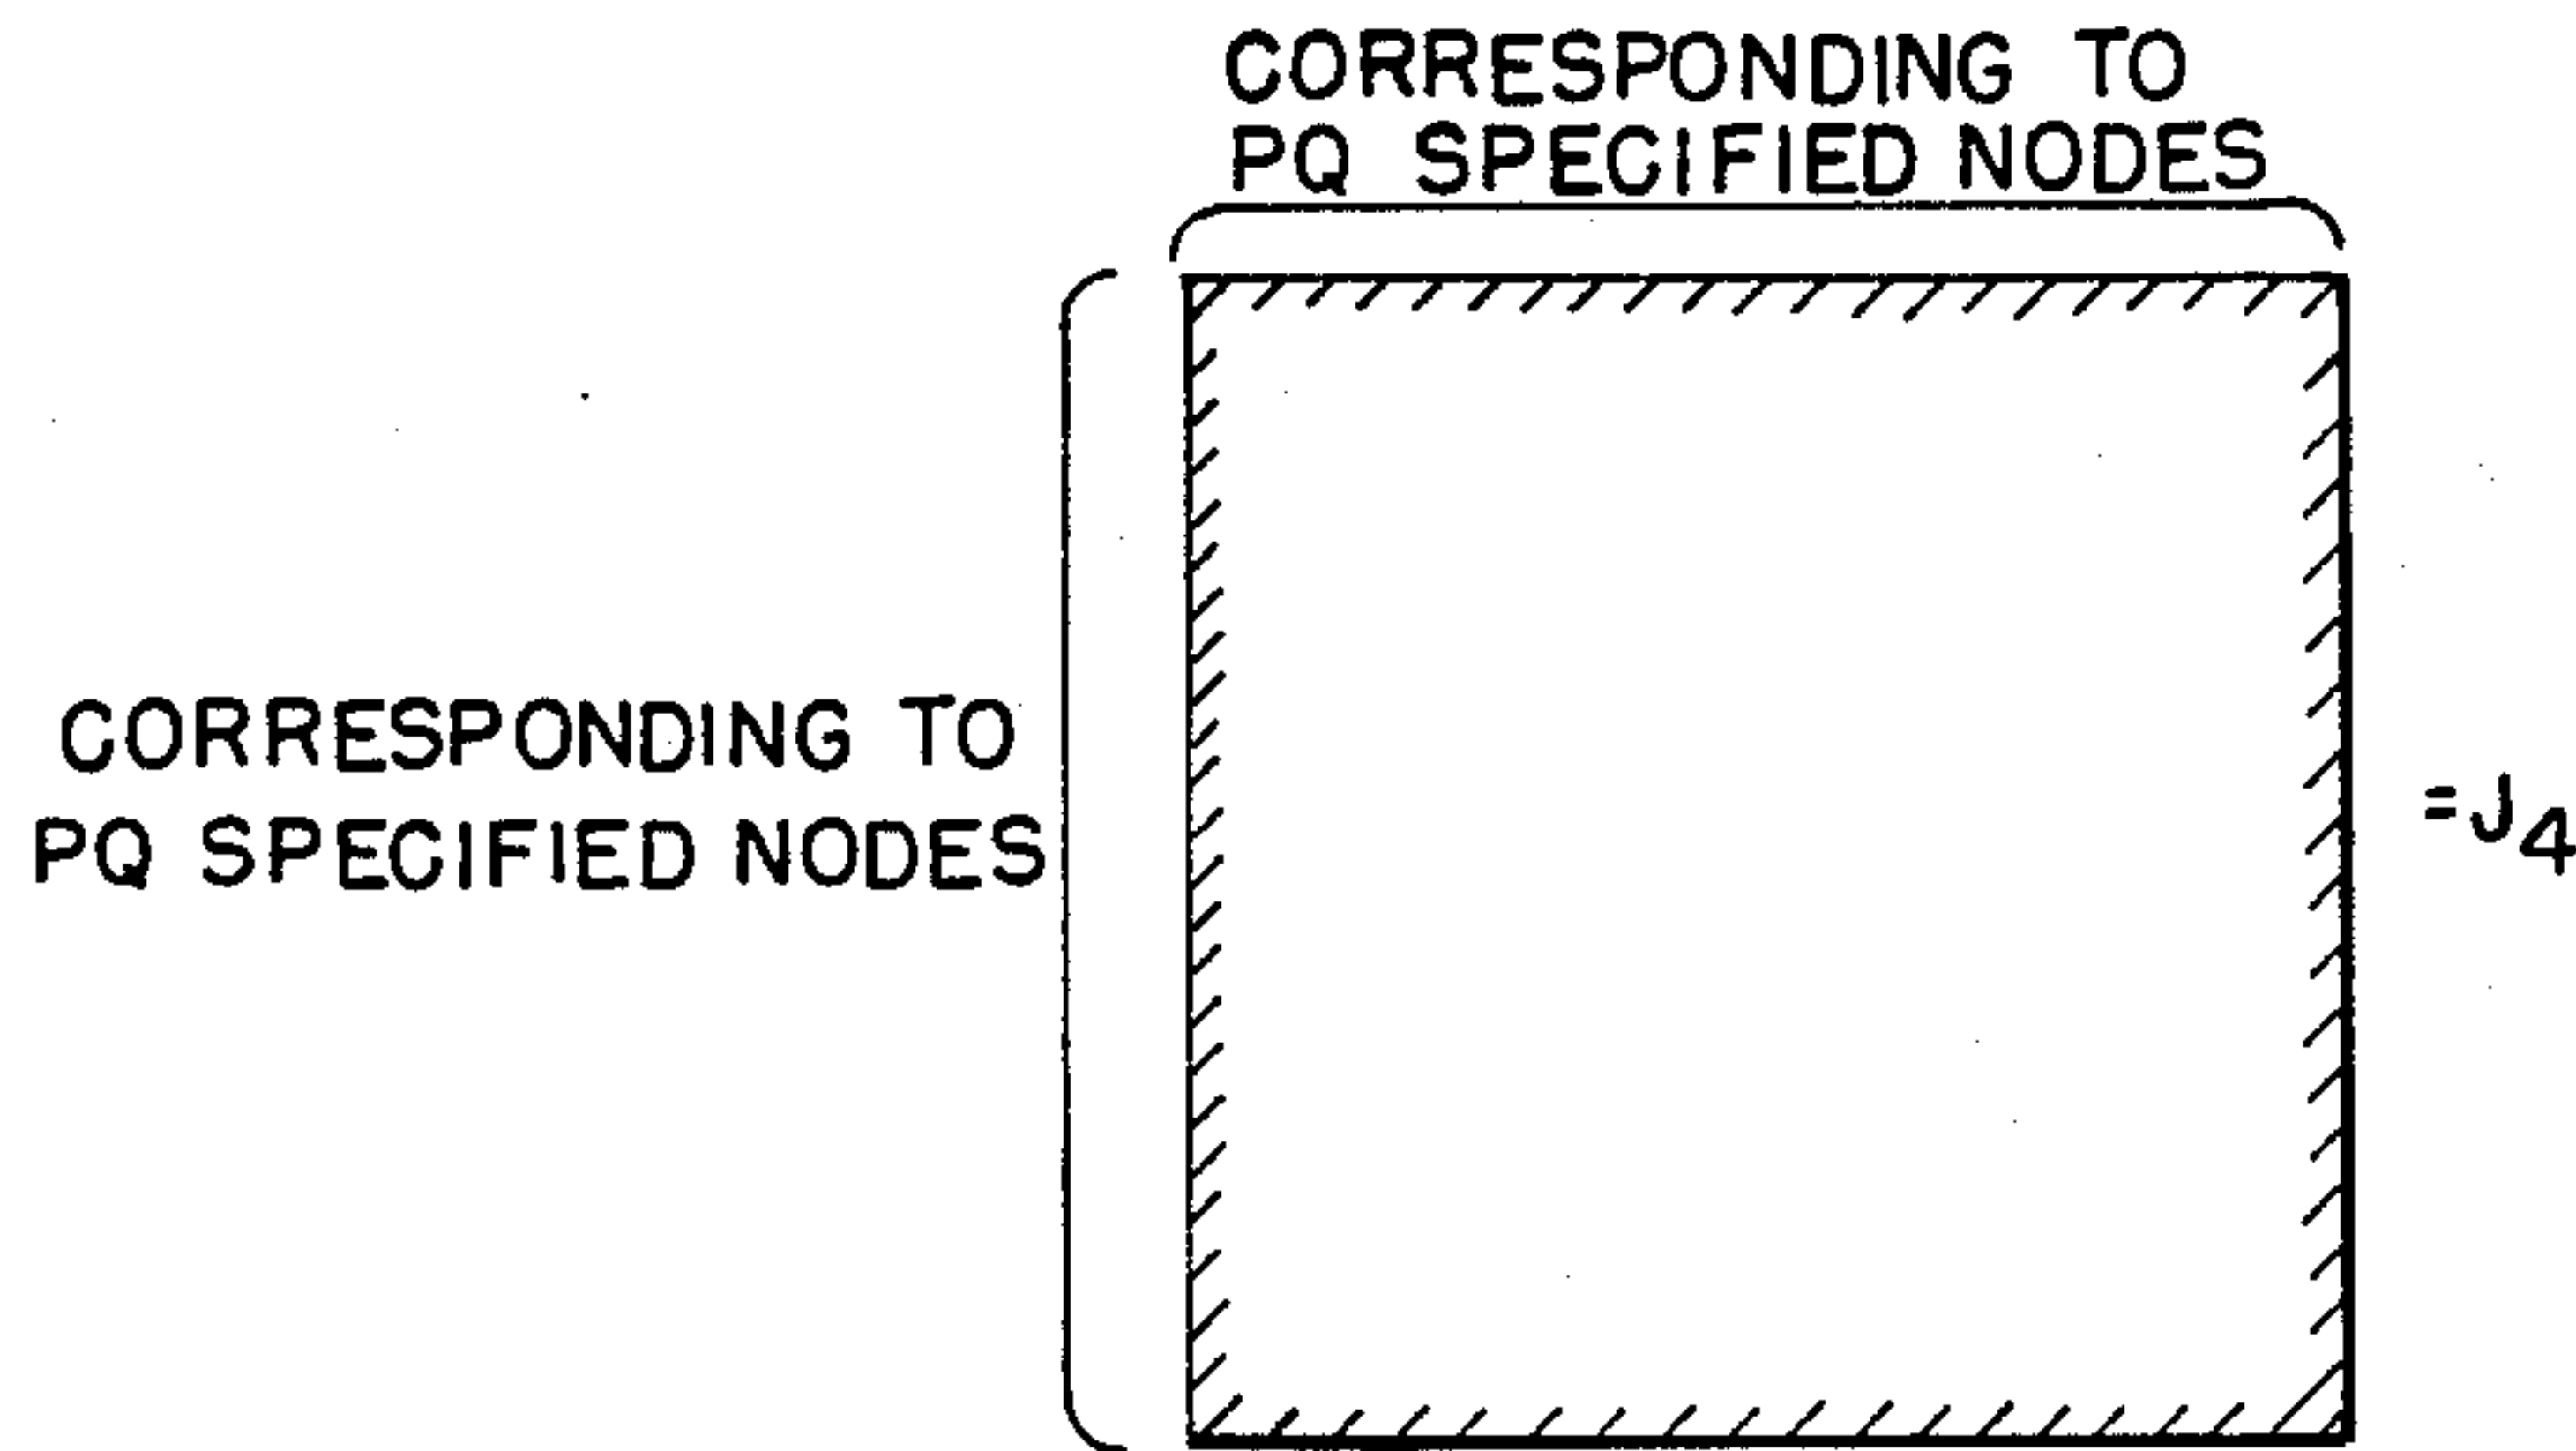 CORRESPONDING TO
PQ SPECIFIED NODES
CORRESPONDING TO
PQ SPECIFIED NODES
=J4